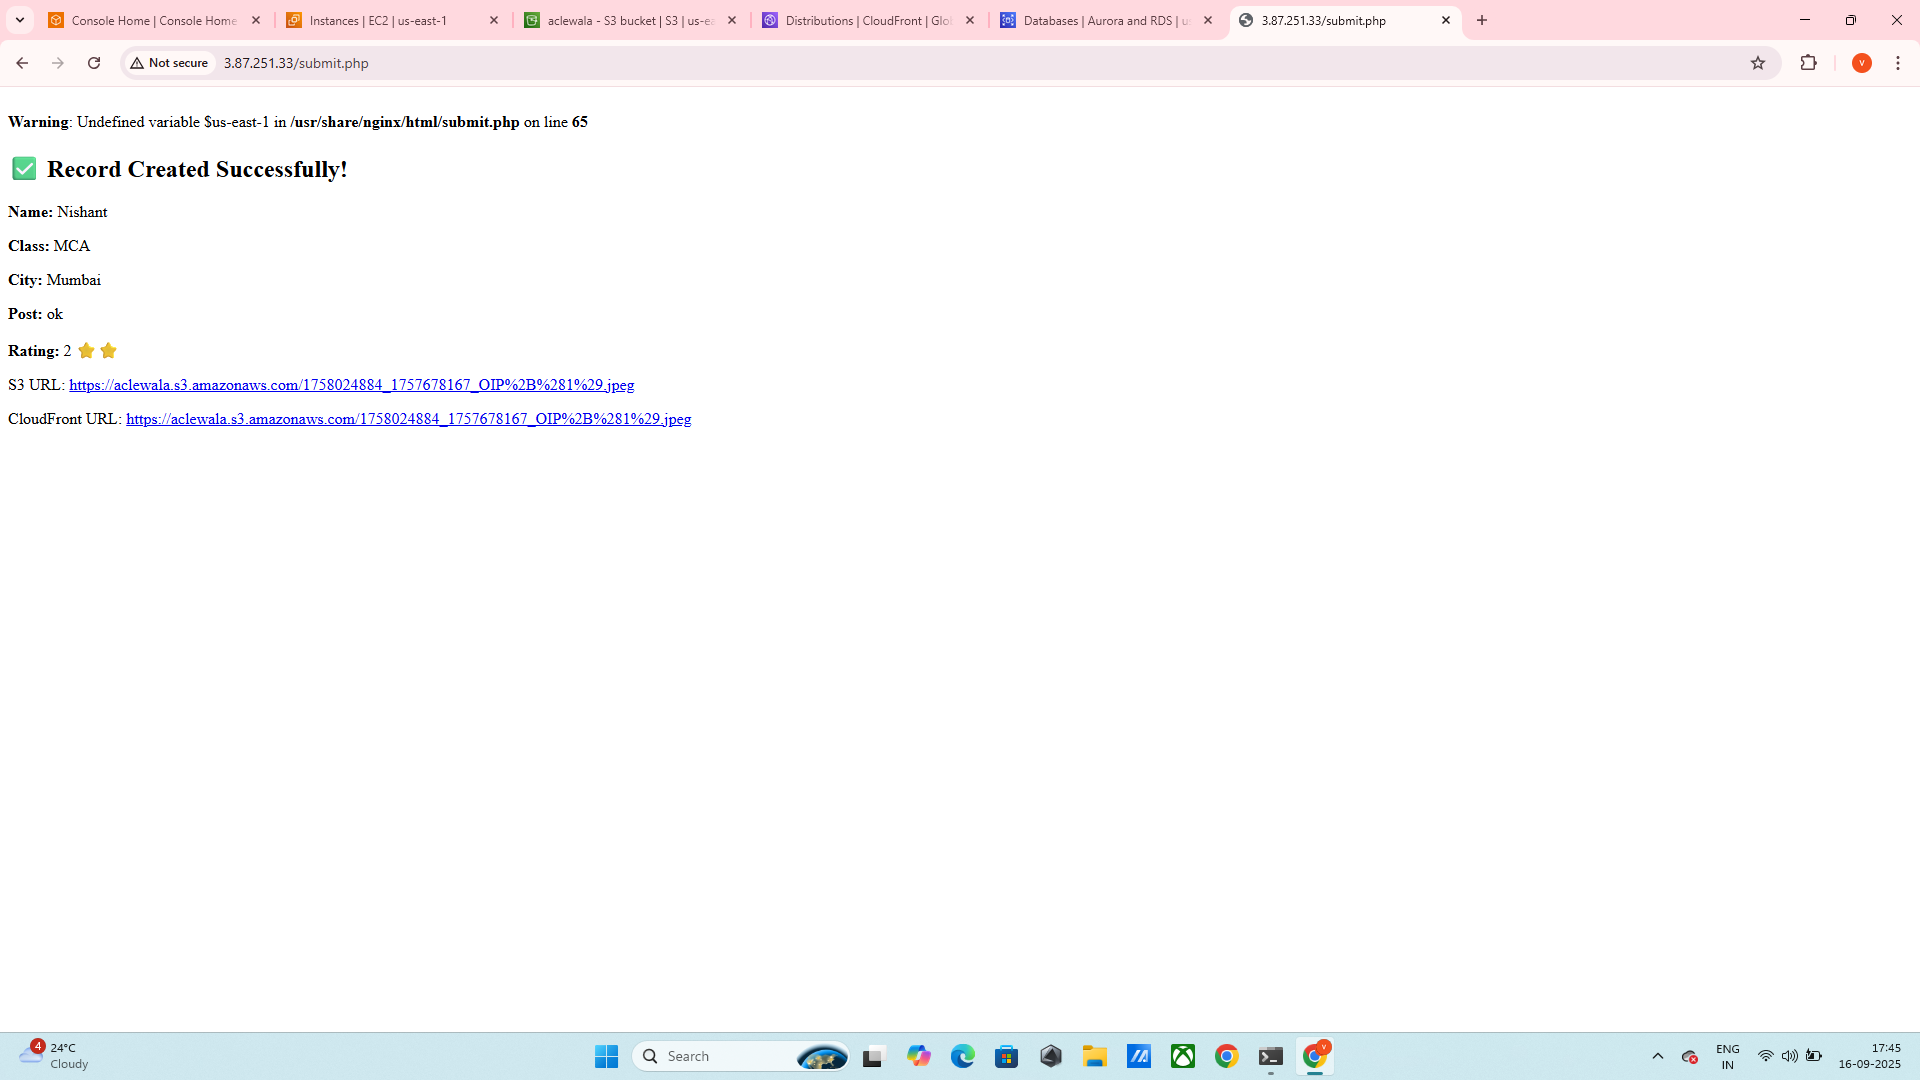 Console Home | Console Home
Instances | EC2 | us-east-1
aclewala - S3 bucket | S3 | us-ea
Distributions | CloudFront | Glo
Databases | Aurora and RDS | u
3.87.251.33/submit.php
Not secure
3.87.251.33/submit.php
V
Warning: Undefined variable $us-east-1 in /usr/share/nginx/html/submit.php on line 65
✅ Record Created Successfully!
Name: Nishant
Class: MCA
City: Mumbai
Post: ok
Rating: 2 ⭐⭐
S3 URL: https://aclewala.s3.amazonaws.com/1758024884_1757678167_OIP%2B%281%29.jpeg
CloudFront URL: https://aclewala.s3.amazonaws.com/1758024884_1757678167_OIP%2B%281%29.jpeg
4
24°C
Cloudy
Search
V
ENG
IN
17:45
16-09-2025